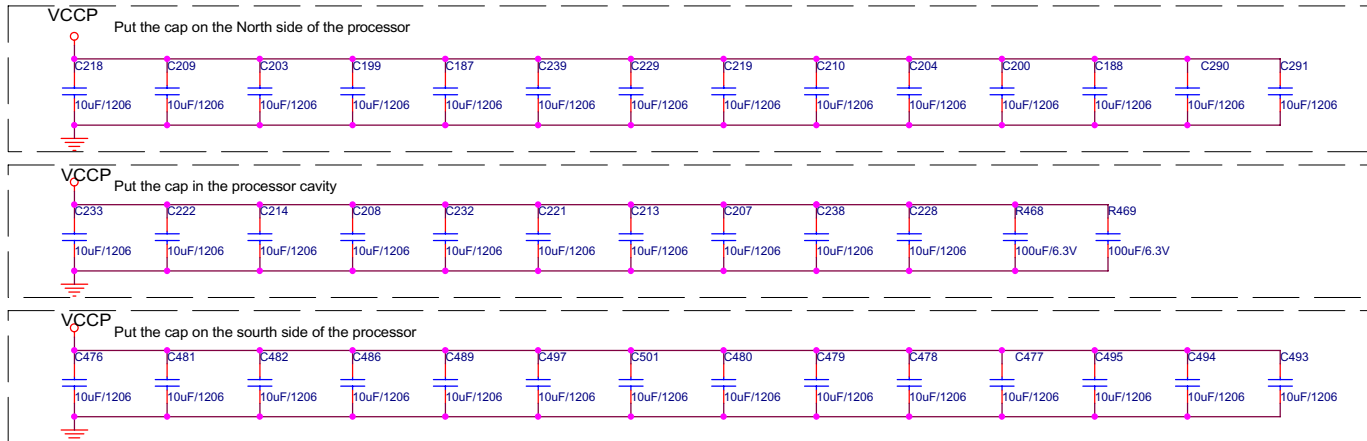 VCCP
Put the cap on the North side of the processor
C218 C209 C203 C199 C187 C239 C229 C219 C210 C204 C200 C188 C290 C291
10uF/1206 10uF/1206 10uF/1206 10uF/1206 10uF/1206 10uF/1206 10uF/1206 10uF/1206 10uF/1206 10uF/1206 10uF/1206 10uF/1206 10uF/1206 10uF/1206
VCCP
Put the cap in the processor cavity
C233 C222 C214 C208 C232 C221 C213 C207 C238 C228 R468 R469
10uF/1206 10uF/1206 10uF/1206 10uF/1206 10uF/1206 10uF/1206 10uF/1206 10uF/1206 10uF/1206 10uF/1206 100uF/6.3V 100uF/6.3V
VCCP
Put the cap on the sourth side of the processor
C476 C481 C482 C486 C489 C497 C501 C480 C479 C478 C477 C495 C494 C493
10uF/1206 10uF/1206 10uF/1206 10uF/1206 10uF/1206 10uF/1206 10uF/1206 10uF/1206 10uF/1206 10uF/1206 10uF/1206 10uF/1206 10uF/1206 10uF/1206